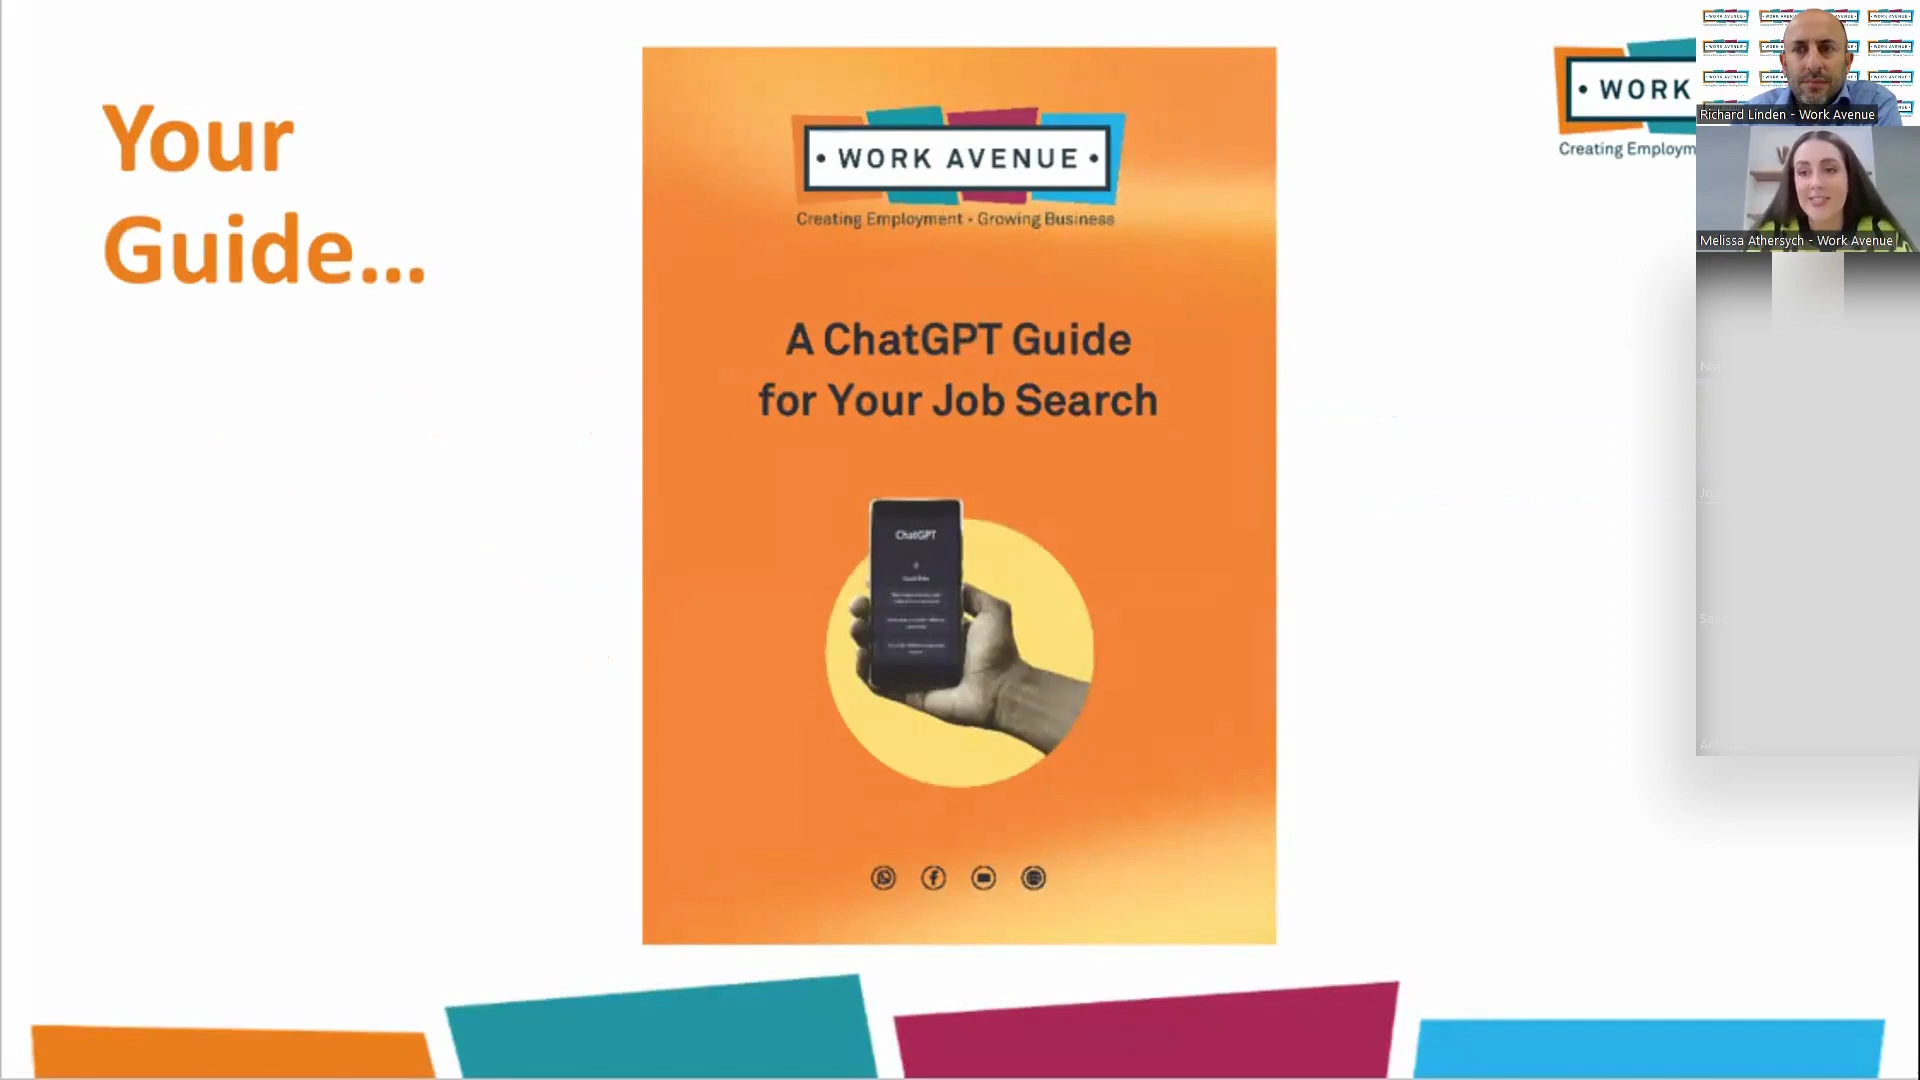 Your
Guide...
• WORK AVENUE •
Creating Employment - Growing Business
A ChatGPT Guide
for Your Job Search
ChatGPT
• WORK
Creating Employm
Richard Linden - Work Avenue
Melissa Athersych - Work Avenue